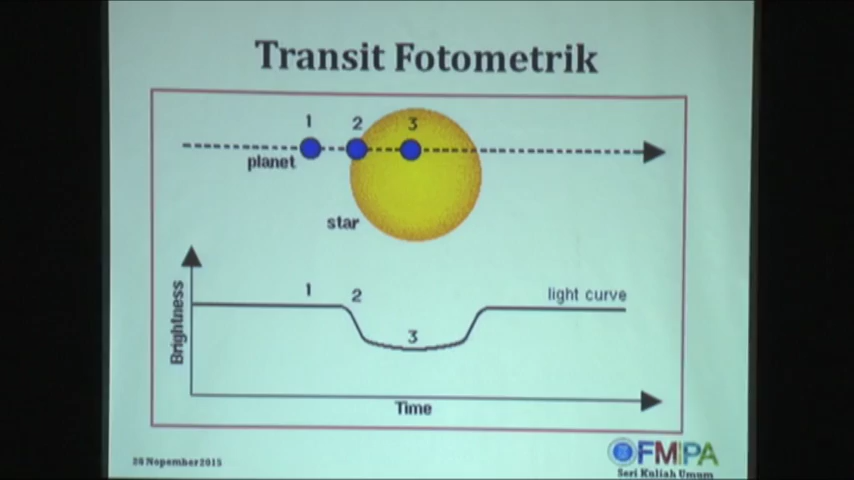 Transit Fotometrik
1 2 3
planet
star
Brightness
1 2 3
light curve
Time
20 Nopember 2015
FMIPA
Seri Kuliah Umum